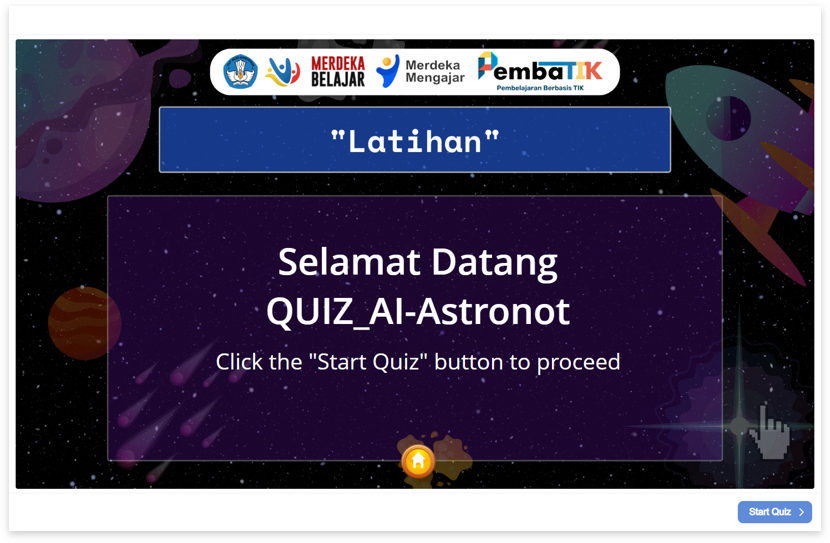 MERDEKA
BELAJAR
Merdeka
Mengajar
PembaTIK
Pembelajaran Berbasis TIK
"Latihan"
Selamat Datang
QUIZ_AI-Astronot
Click the "Start Quiz" button to proceed
Start Quiz